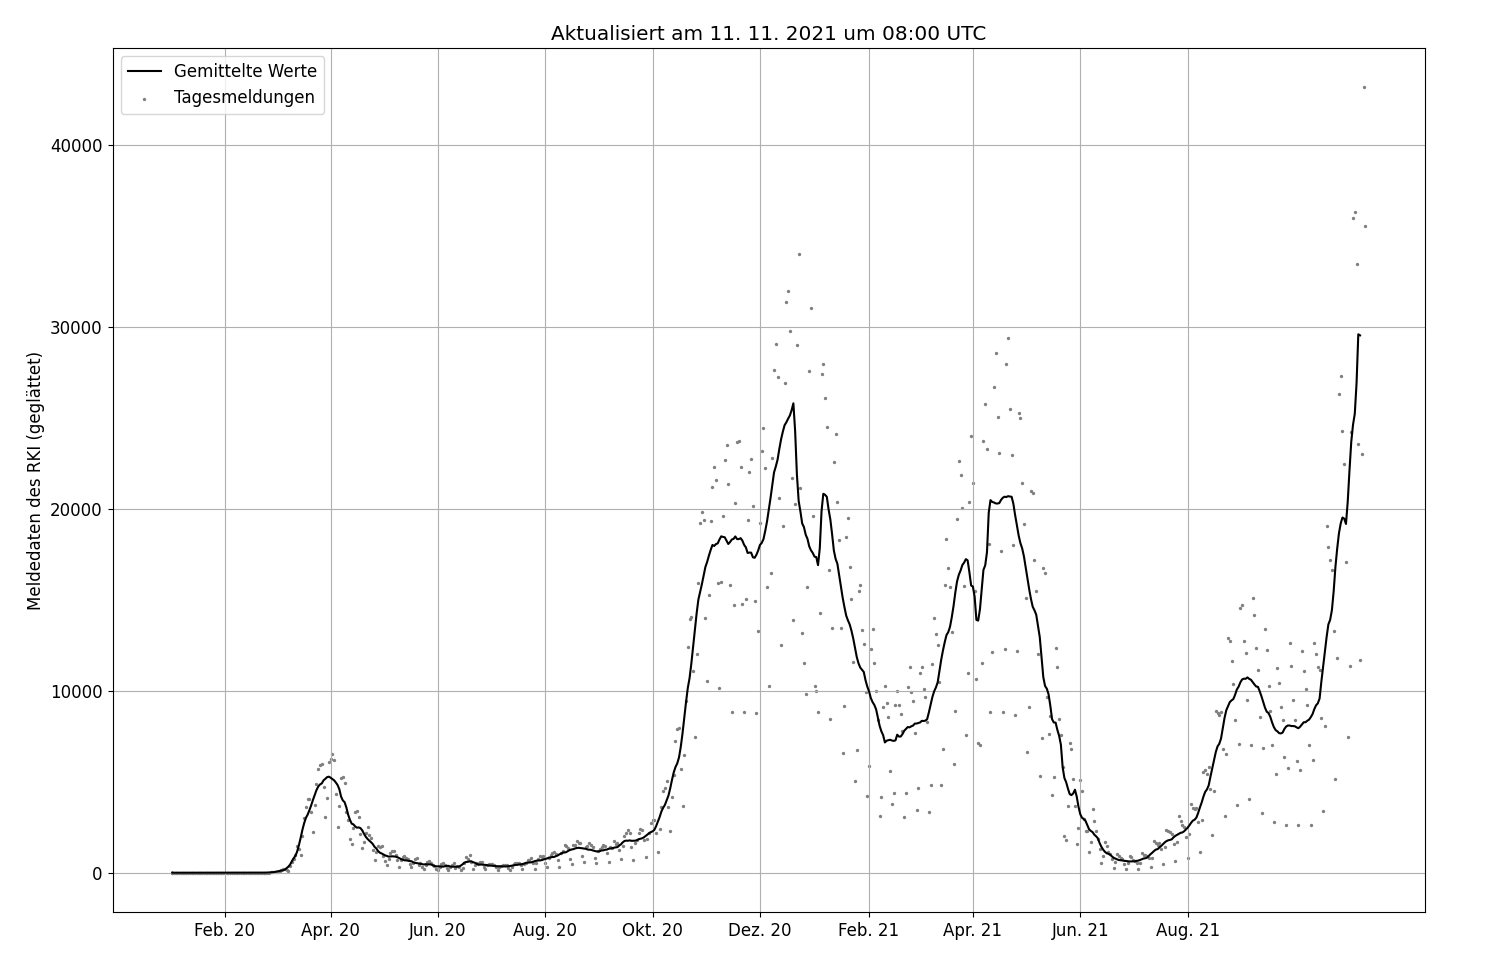 Aktualisiert am 11. 11. 2021 um 08:00 UTC
Gemittelte Werte
Tagesmeldungen
Meldedaten des RKI (geglättet)
40000
30000
20000
10000
0
Feb. 20
Apr. 20
Jun. 20
Aug. 20
Okt. 20
Dez. 20
Feb. 21
Apr. 21
Jun. 21
Aug. 21